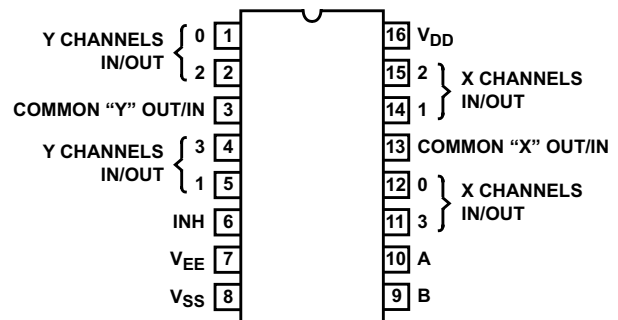 Y CHANNELS
IN/OUT
0 1
2 2
COMMON “Y” OUT/IN 3
Y CHANNELS
IN/OUT
3 4
1 5
INH 6
VEE 7
VSS 8
16 VDD
15 2
14 1
X CHANNELS
IN/OUT
13 COMMON “X” OUT/IN
12 0
11 3
X CHANNELS
IN/OUT
10 A
9 B